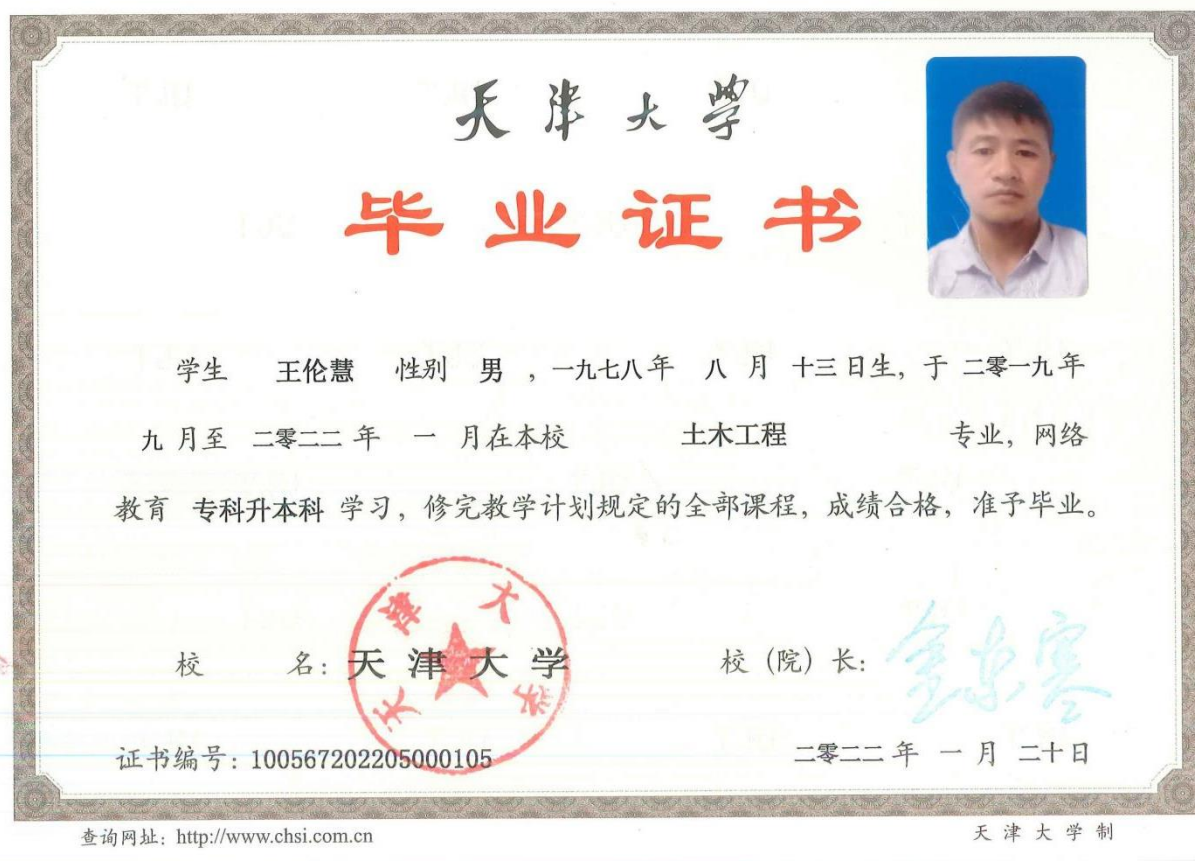 天津大学
毕业证书
学生 王伦慧 性别 男 ，一九七八年 八 月 十三日生，于 二零一九年
九 月至 二零二二 年 一 月在本校 土木工程 专业，网络
教育 专科升本科 学习，修完教学计划规定的全部课程，成绩合格，准予毕业。
天津大学
校 名：天津大学 校（院）长：金东寒
证书编号：100567202205000105 二零二二 年 一 月 二十日
查询网址：http://www.chsi.com.cn 天津大学制